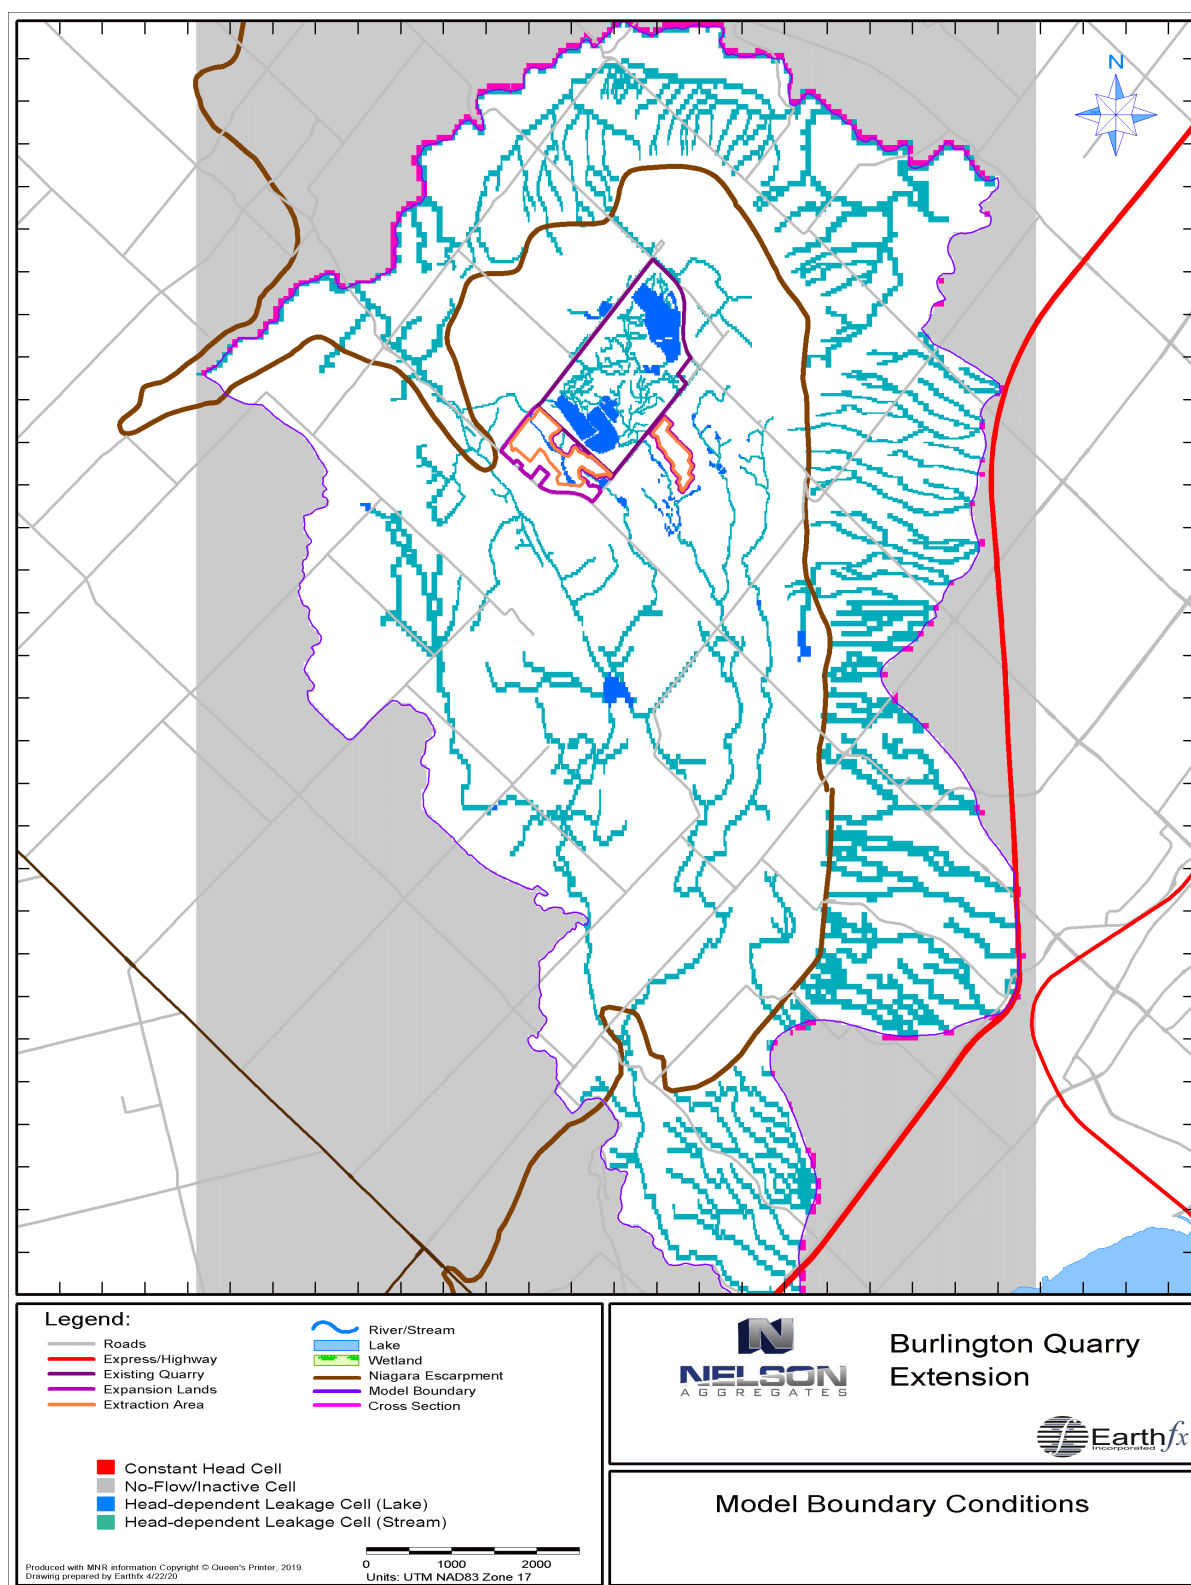 N
Legend:
Roads
Express/Highway
Existing Quarry
Expansion Lands
Extraction Area
River/Stream
Lake
Wetland
Niagara Escarpment
Model Boundary
Cross Section
Constant Head Cell
No-Flow/Inactive Cell
Head-dependent Leakage Cell (Lake)
Head-dependent Leakage Cell (Stream)
Produced with MNR information Copyright © Queen's Printer, 2019.
Drawing prepared by Earthfx 4/22/20
0 1000 2000
Units: UTM NAD83 Zone 17
N
NELSON
AGGREGATES
Burlington Quarry
Extension
Earthfx
Incorporated
Model Boundary Conditions